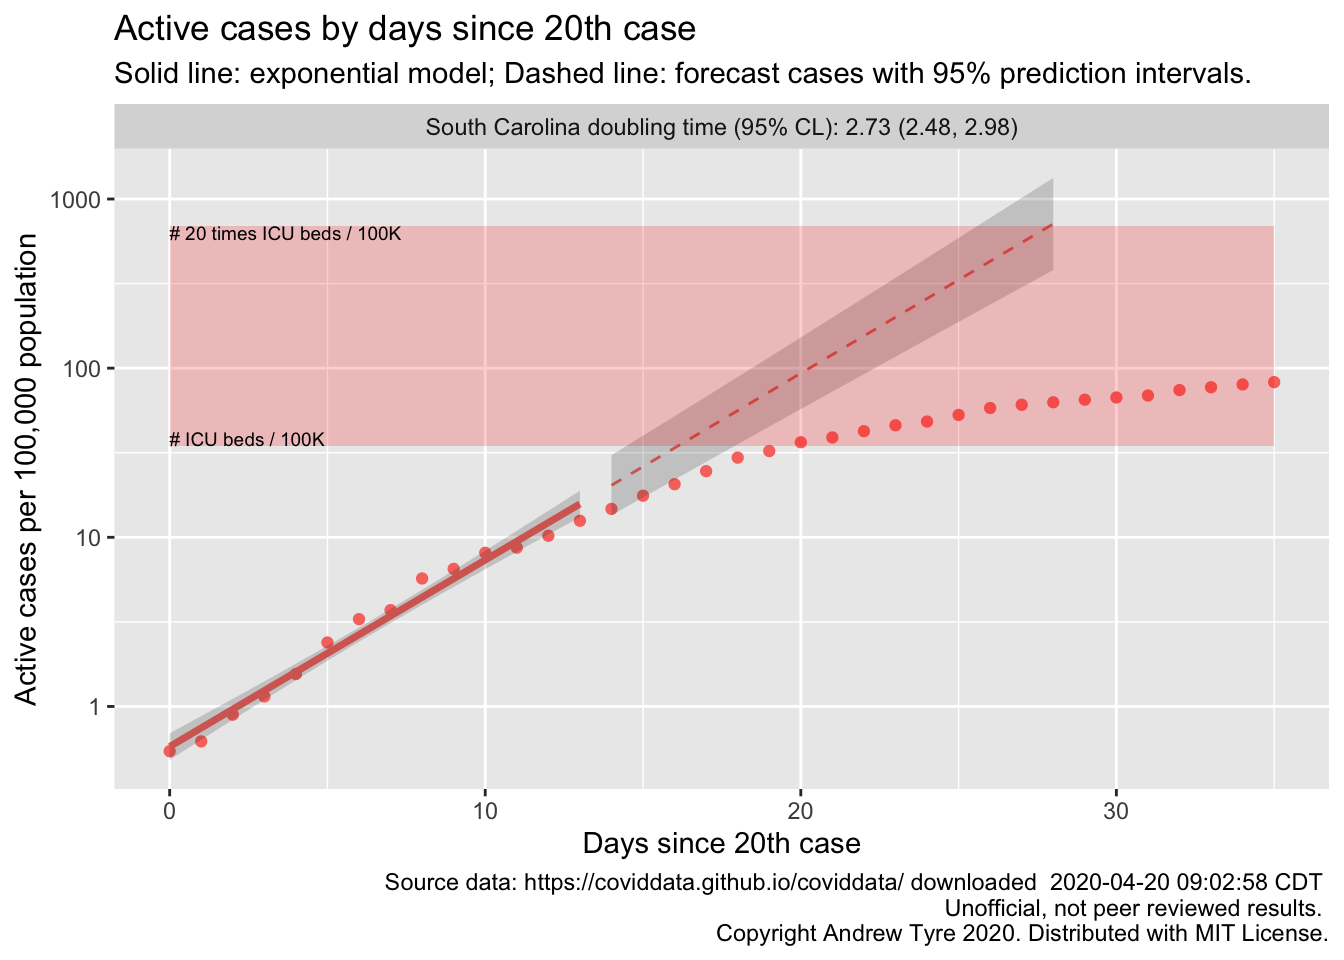 Active cases by days since 20th case
Solid line: exponential model; Dashed line: forecast cases with 95% prediction intervals.
South Carolina doubling time (95% CL): 2.73 (2.48, 2.98)
Active cases per 100,000 population
1000
100
10
1
# 20 times ICU beds / 100K
# ICU beds / 100K
0
10
20
30
Days since 20th case
Source data: https://coviddata.github.io/coviddata/ downloaded  2020-04-20 09:02:58 CDT
Unofficial, not peer reviewed results.
Copyright Andrew Tyre 2020. Distributed with MIT License.